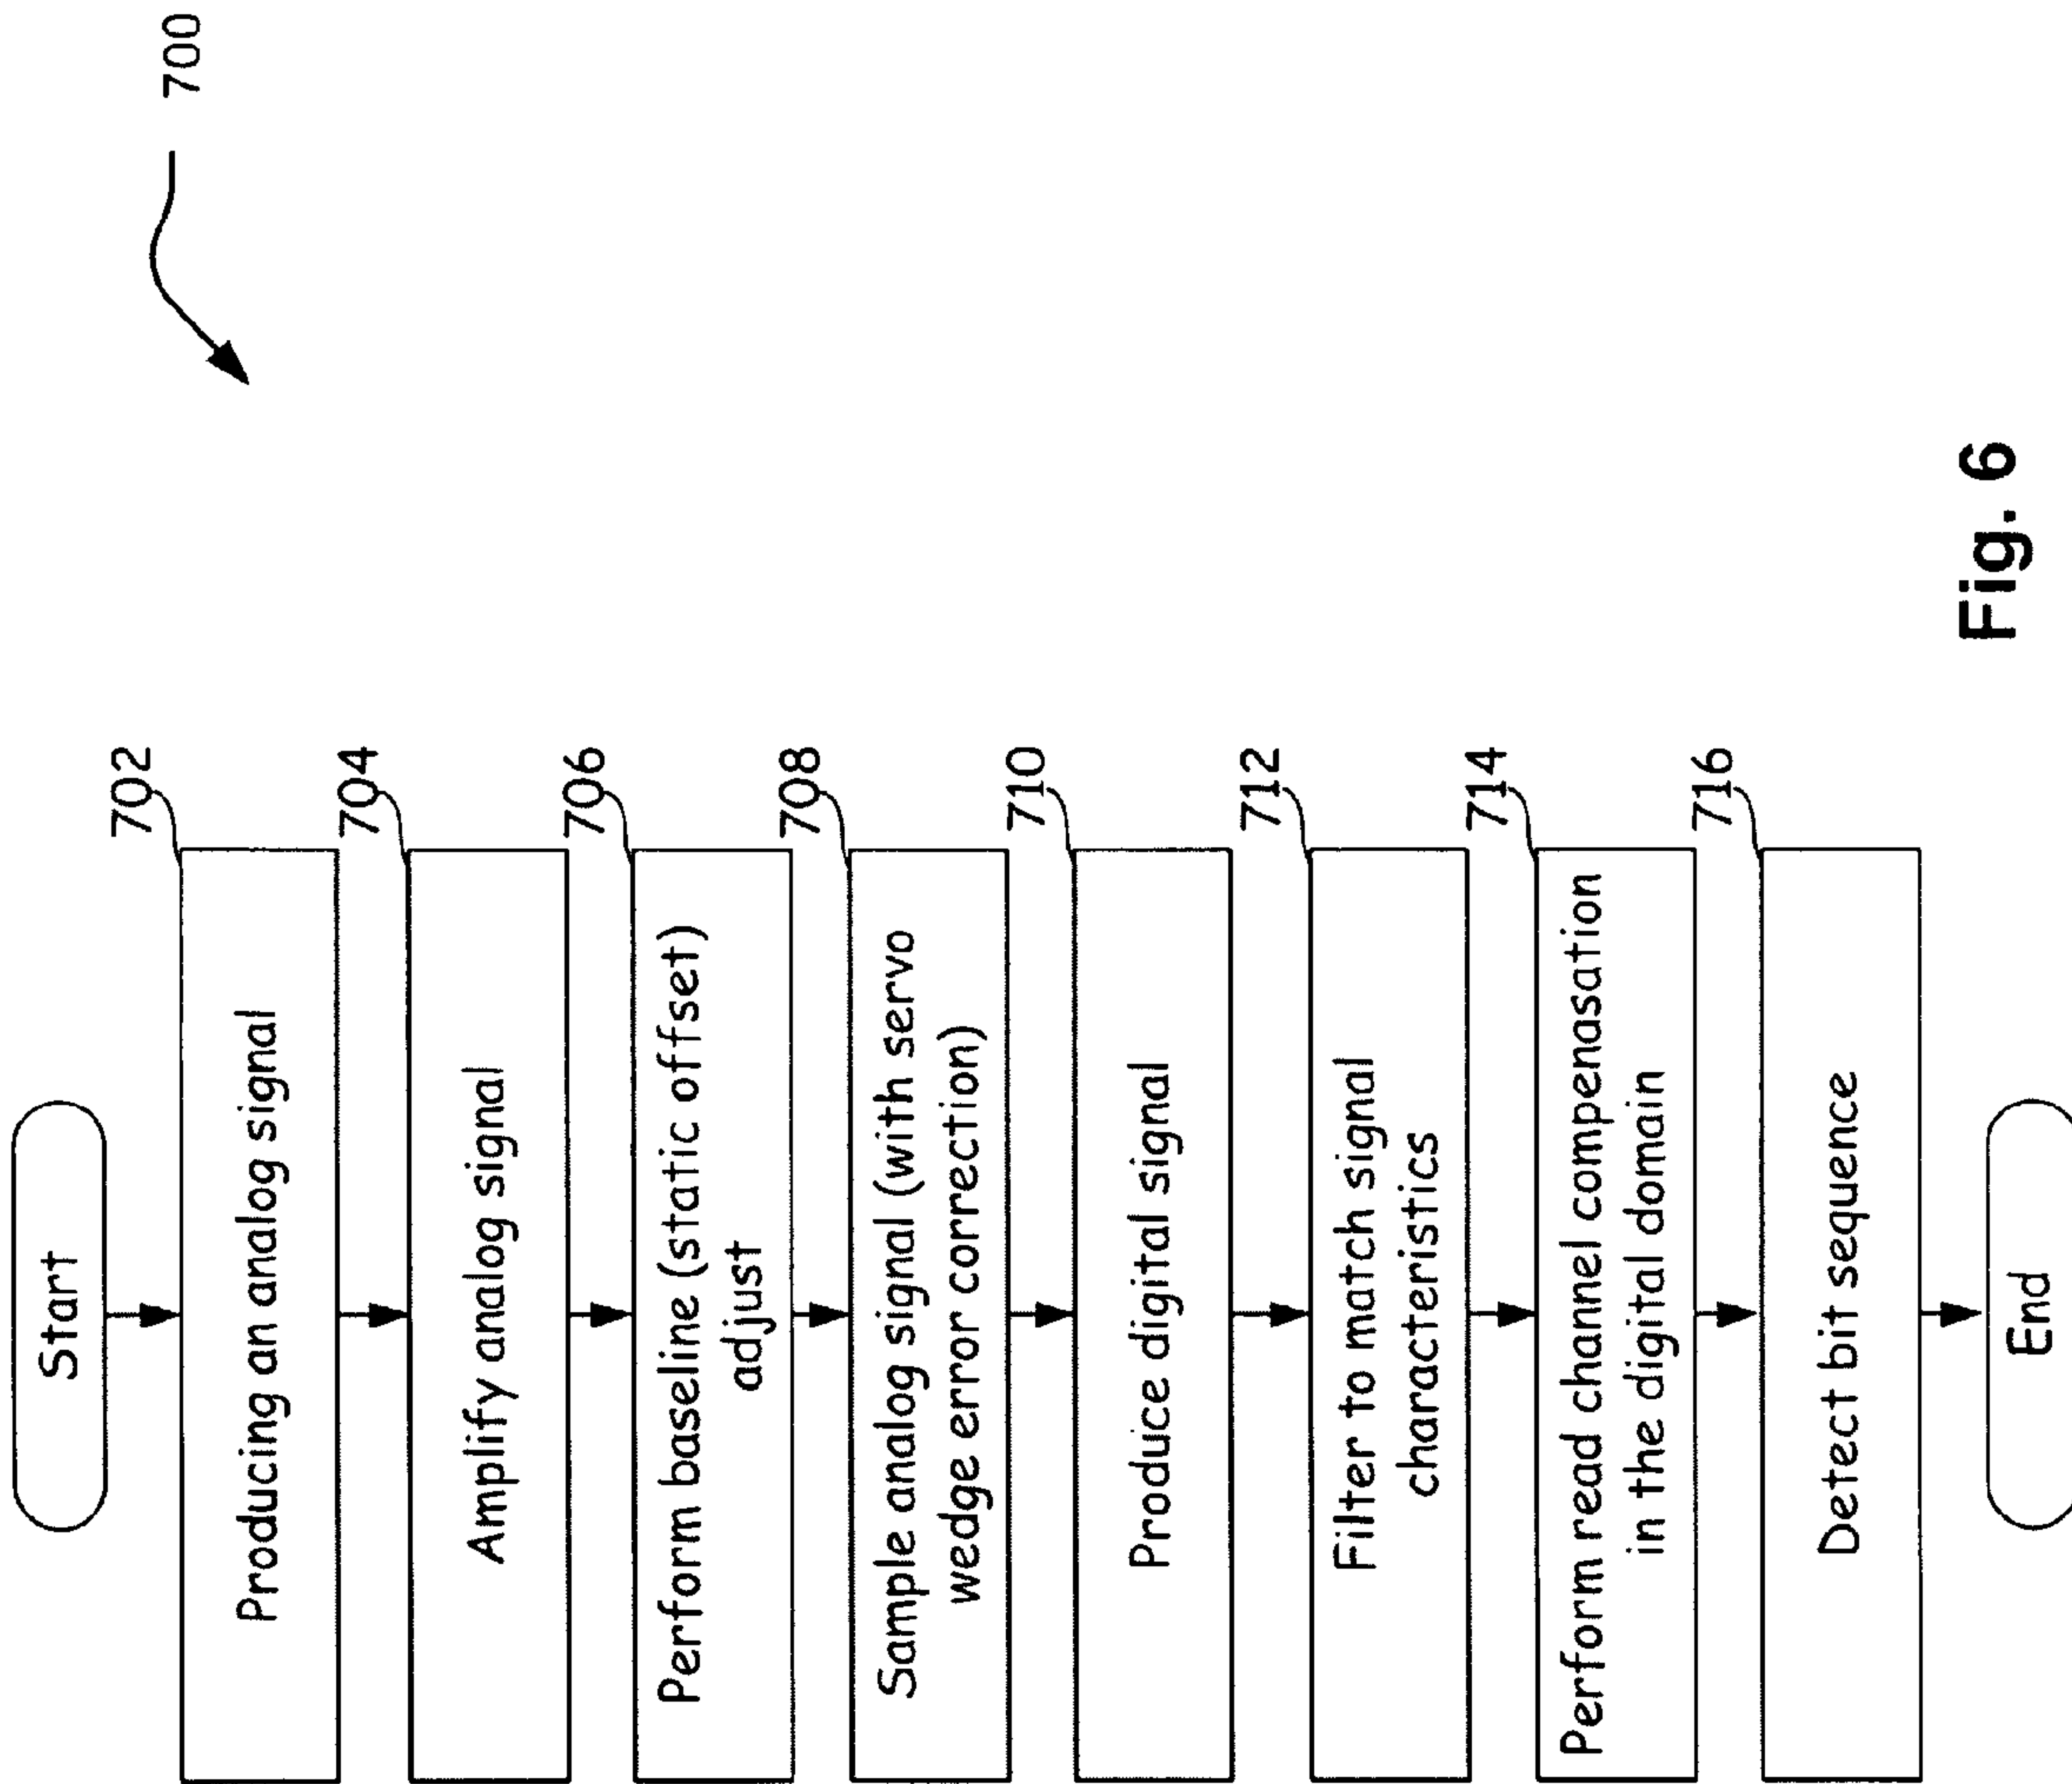 700
Start
702
Producing an analog signal
704
Amplify analog signal
706
Perform baseline (static offset)
adjust
708
Sample analog signal (with servo
wedge error correction)
710
Produce digital signal
712
Filter to match signal
characteristics
714
Perform read channel compenasation
in the digital domain
716
Detect bit sequence
End
Fig. 6